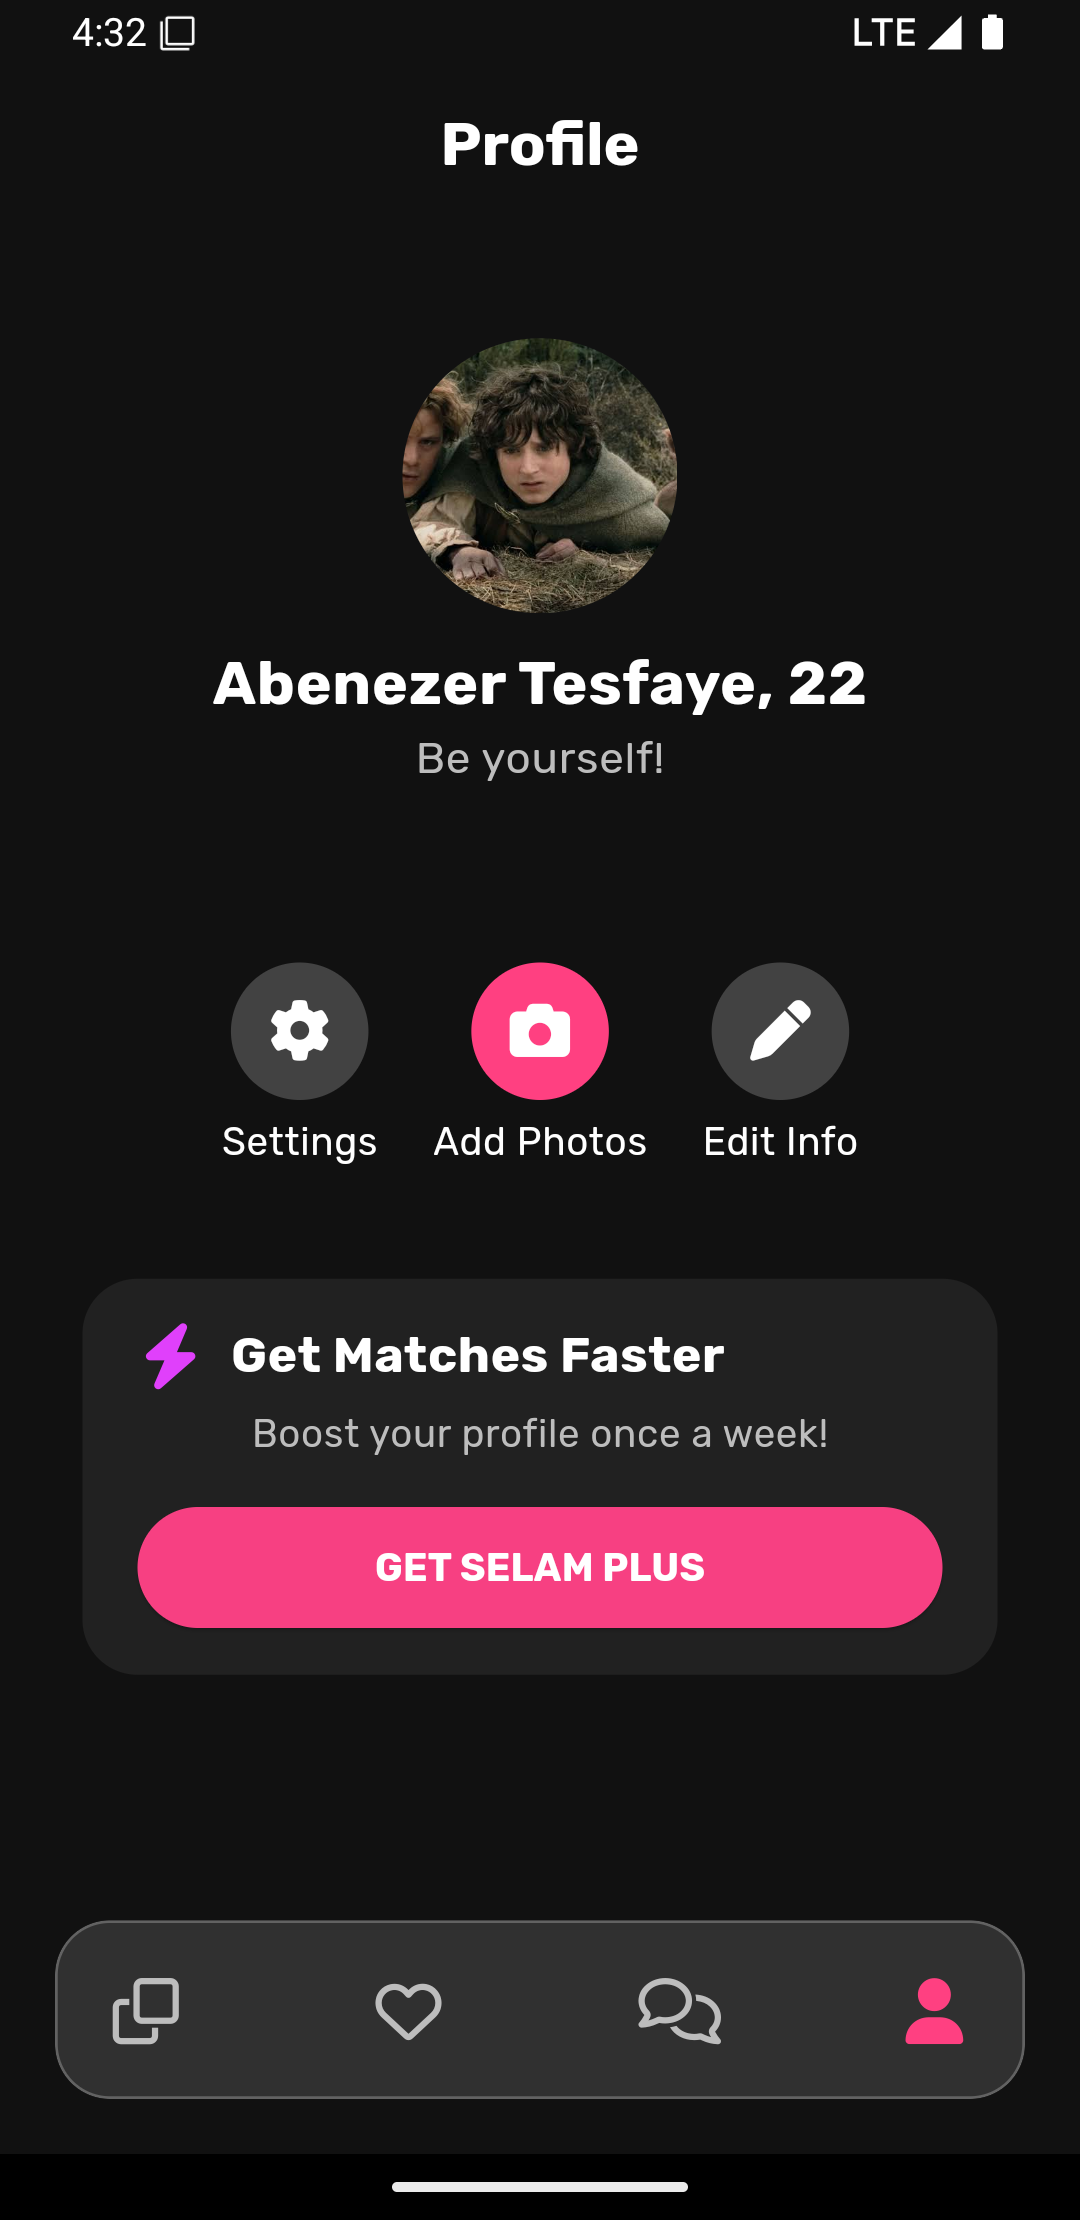 4:32 LTE
Profile
Abenezer Tesfaye, 22
Be yourself!
Settings Add Photos Edit Info
Get Matches Faster
Boost your profile once a week!
GET SELAM PLUS